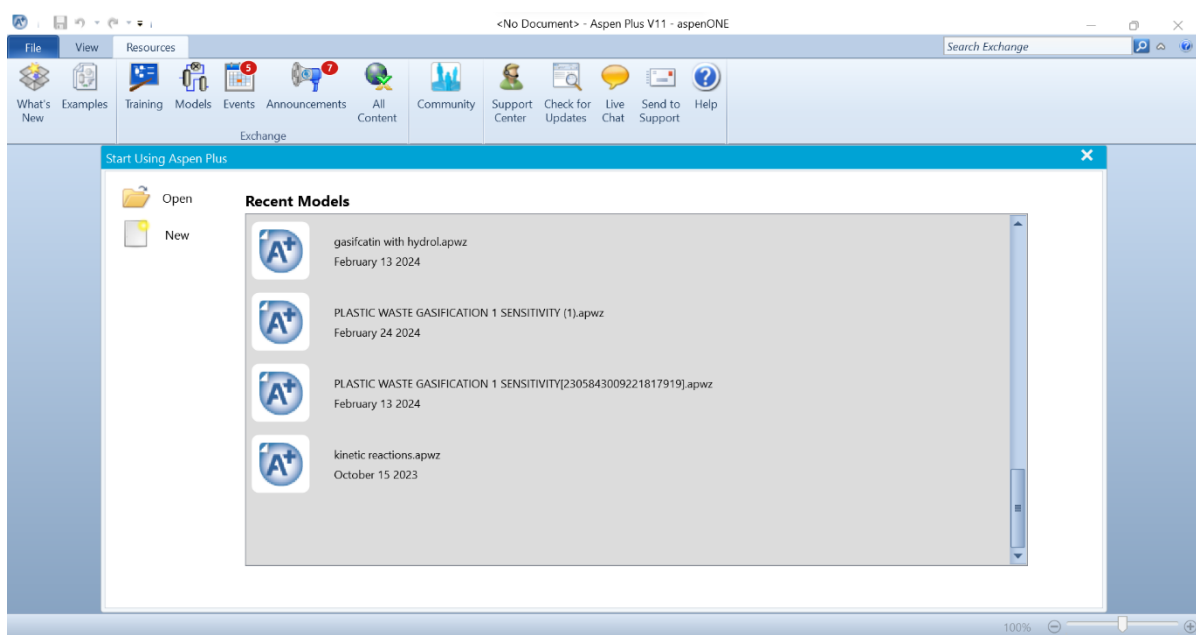 <No Document> - Aspen Plus V11 - aspenONE
File View Resources Search Exchange
What's New Examples Training Models Events 5 Announcements 7 All Content Community Support Center Check for Updates Live Chat Send to Support Help
Exchange
Start Using Aspen Plus
Open
New
Recent Models
gasifcatin with hydrol.apwz
February 13 2024
PLASTIC WASTE GASIFICATION 1 SENSITIVITY (1).apwz
February 24 2024
PLASTIC WASTE GASIFICATION 1 SENSITIVITY[2305843009221817919].apwz
February 13 2024
kinetic reactions.apwz
October 15 2023
100%